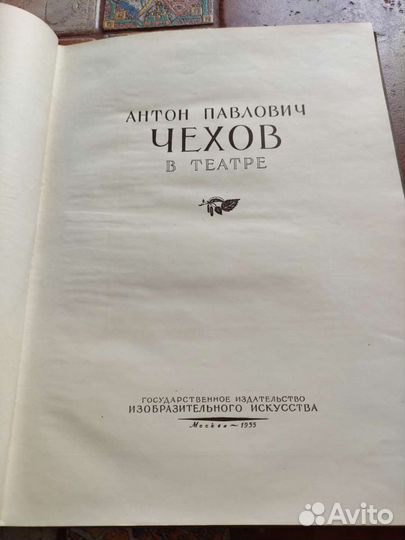 АНТОН ПАВЛОВИЧ
ЧЕХОВ
В ТЕАТРЕ
ГОСУДАРСТВЕННОЕ ИЗДАТЕЛЬСТВО
ИЗОБРАЗИТЕЛЬНОГО ИСКУССТВА
Москва ~ 1955
Avito